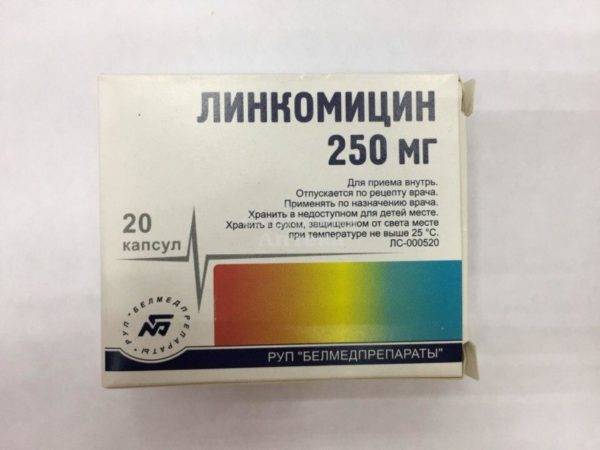 ЛИНКОМИЦИН
250 мг
Для приема внутрь.
Отпускается по рецепту врача.
Применять по назначению врача.
Хранить в недоступном для детей месте.
Хранить в сухом, защищенном от света месте
при температуре не выше 25 °С.
ЛС-000520
20
капсул
РУП · БЕЛМЕДПРЕПАРАТЫ ·
РУП "БЕЛМЕДПРЕПАРАТЫ"